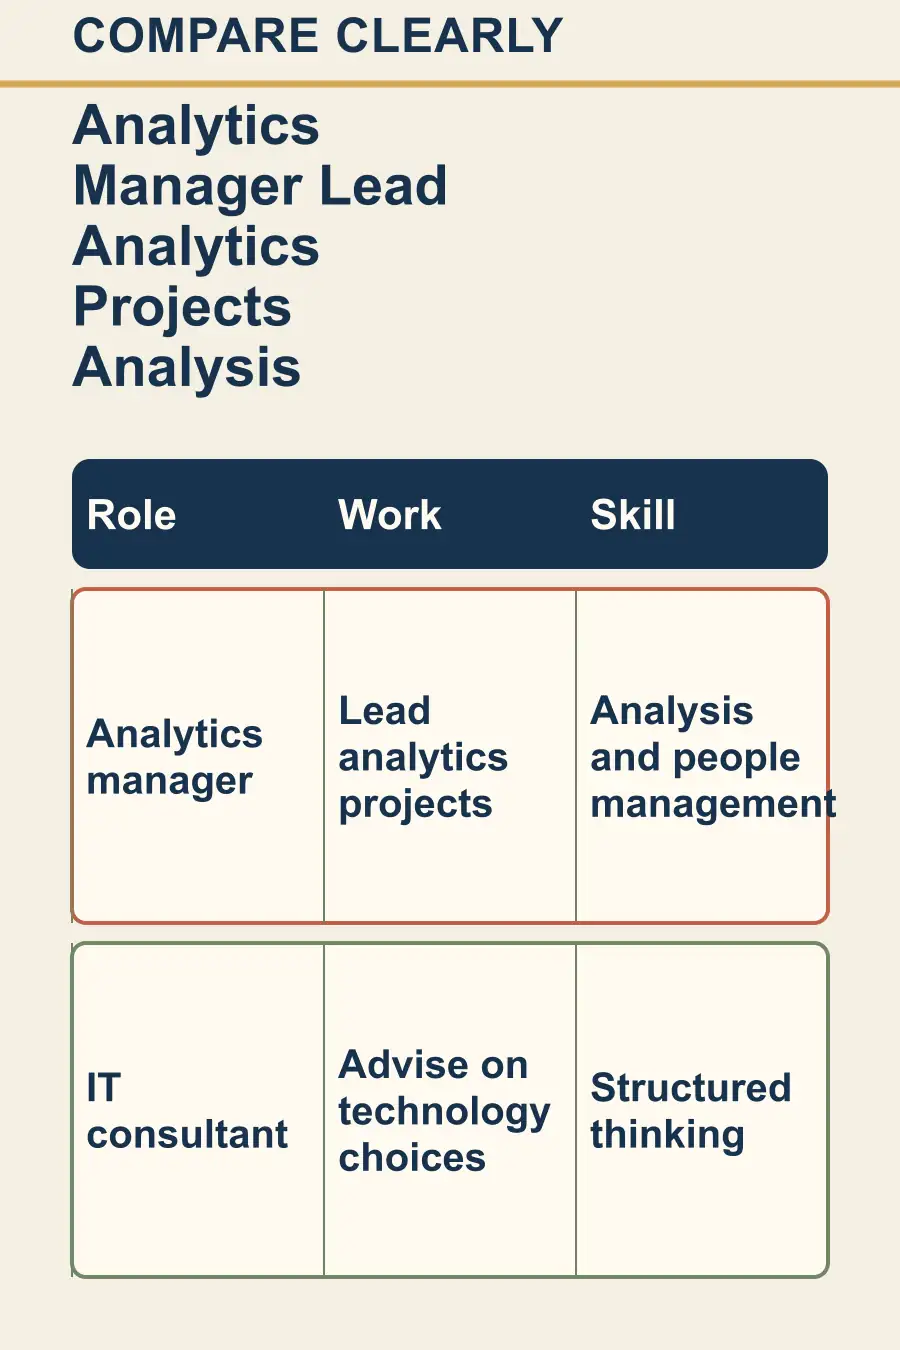 COMPARE CLEARLY
Analytics
Manager Lead
Analytics
Projects
Analysis
Role
Work
Skill
Analytics
manager
Lead
analytics
projects
Analysis
and people
management
IT
consultant
Advise on
technology
choices
Structured
thinking